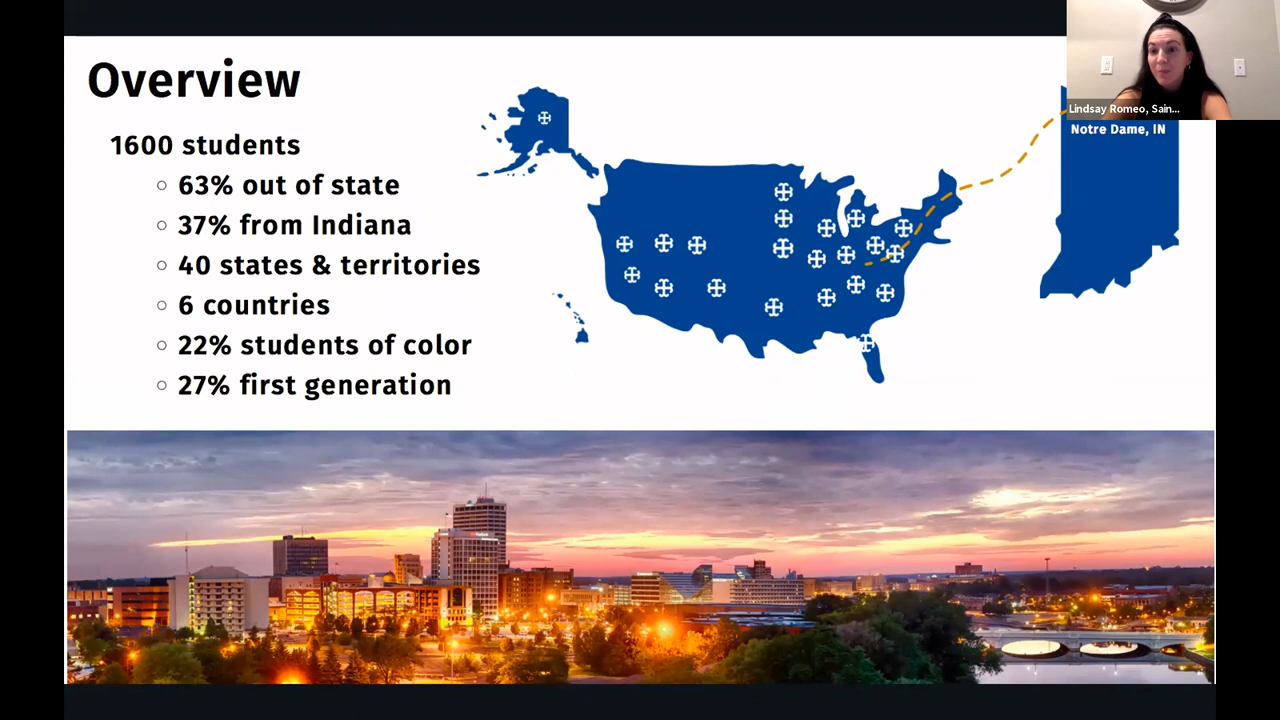 Overview
1600 students
63% out of state
37% from Indiana
40 states & territories
6 countries
22% students of color
27% first generation
Lindsay Romeo, Sain...
Notre Dame, IN